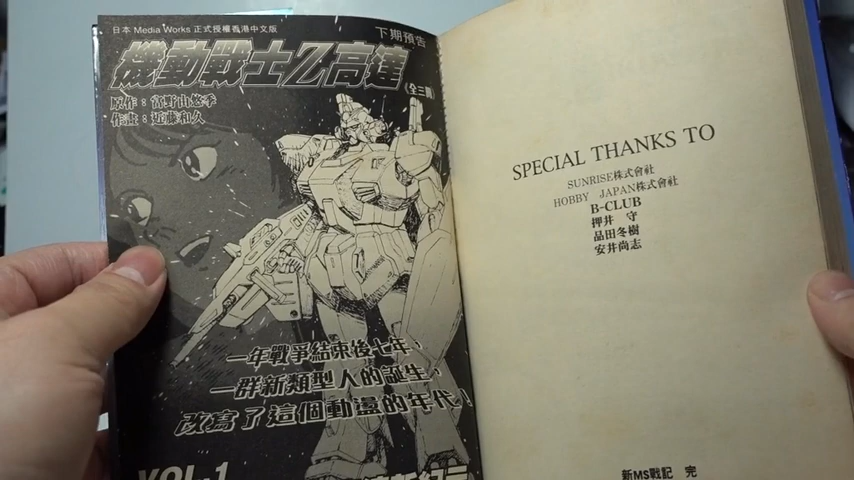 日本 Media Works 正式授權香港中文版
下期預告
機動戰士Z高達
(全三期)
原作：富野由悠季
作畫：近藤和久
一年戰爭結束後七年，
一群新類型人的誕生，
改寫了這個動盪的年代！
VOL.1
SPECIAL THANKS TO
SUNRISE株式會社
HOBBY JAPAN株式會社
B-CLUB
押井 守
品田冬樹
安井尚志
新MS戰記 完